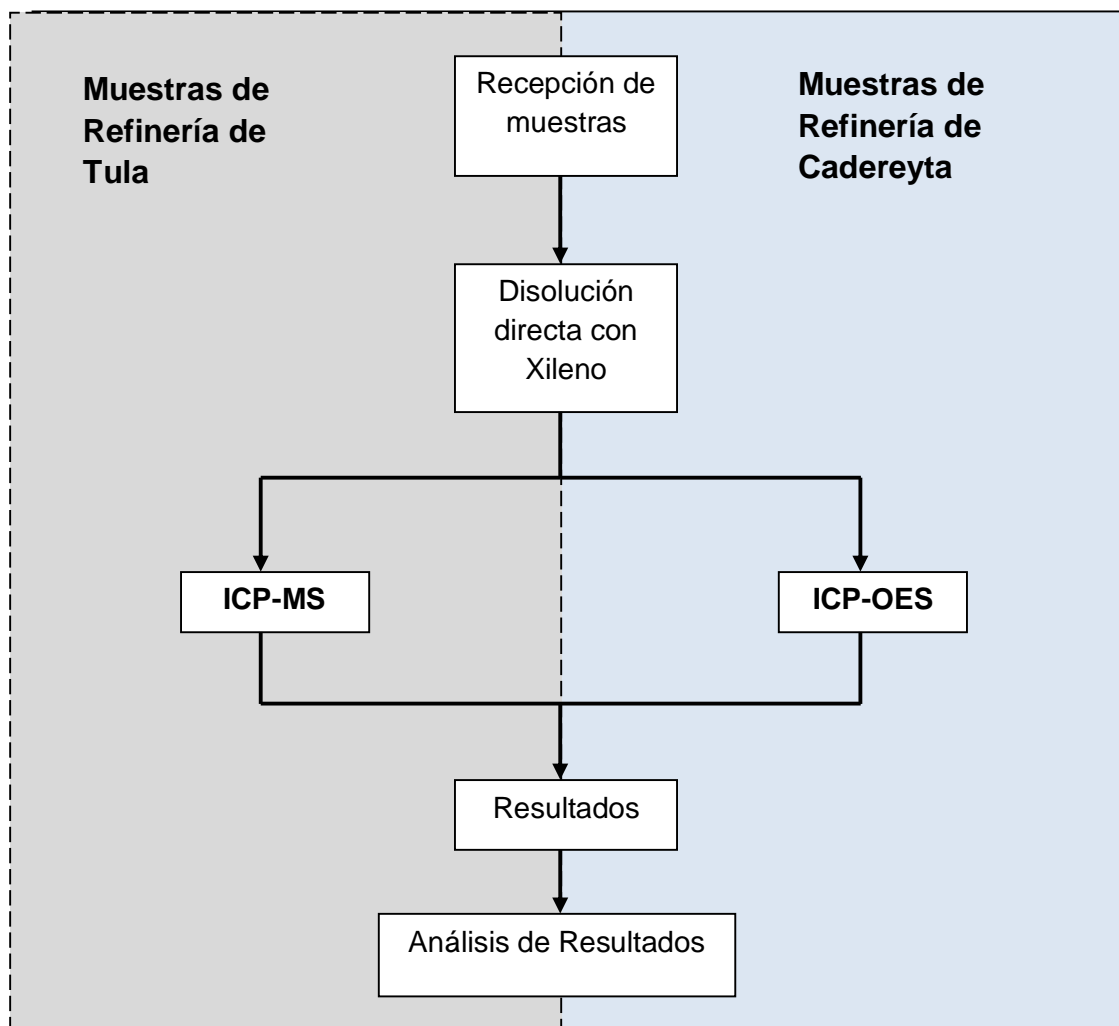 Muestras de
Refinería de
Tula
Recepción de
muestras
Muestras de
Refinería de
Cadereyta
Disolución
directa con
Xileno
ICP-MS
ICP-OES
Resultados
Análisis de Resultados